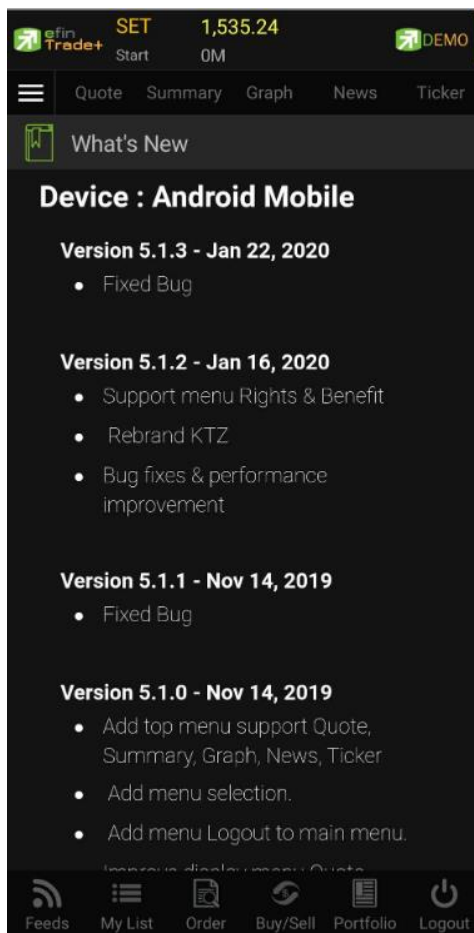 efin SET 1,535.24
Trade+ Start 0M DEMO
Quote Summary Graph News Ticker
What's New
Device : Android Mobile
Version 5.1.3 - Jan 22, 2020
• Fixed Bug
Version 5.1.2 - Jan 16, 2020
• Support menu Rights & Benefit
• Rebrand KTZ
• Bug fixes & performance
improvement
Version 5.1.1 - Nov 14, 2019
• Fixed Bug
Version 5.1.0 - Nov 14, 2019
• Add top menu support Quote,
Summary, Graph, News, Ticker
• Add menu selection.
• Add menu Logout to main menu.
Improve display menu Quote
Feeds My List Order Buy/Sell Portfolio Logout